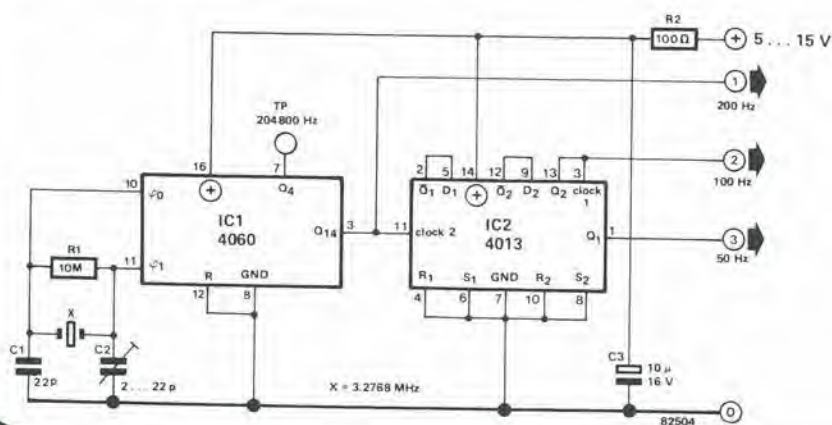 R2
100Ω
+ 5 . . . 15 V
1
200 Hz
TP
204800 Hz
2
100 Hz
16
7
2
5
14
12
9
13
3
+
Q4
Q̄1 D1
+
Q̄2 D2
Q2 clock
1
10
φ0
IC1
4060
IC2
4013
Q14
3
11
clock 2
Q1
1
3
50 Hz
R1
10M
11
φ1
R
GND
R1
S1
GND
R2
S2
12
8
4
6
7
10
8
X
C1
22p
C2
2 . . . 22 p
X = 3.2768 MHz
C3
10 µ
16 V
0
82504